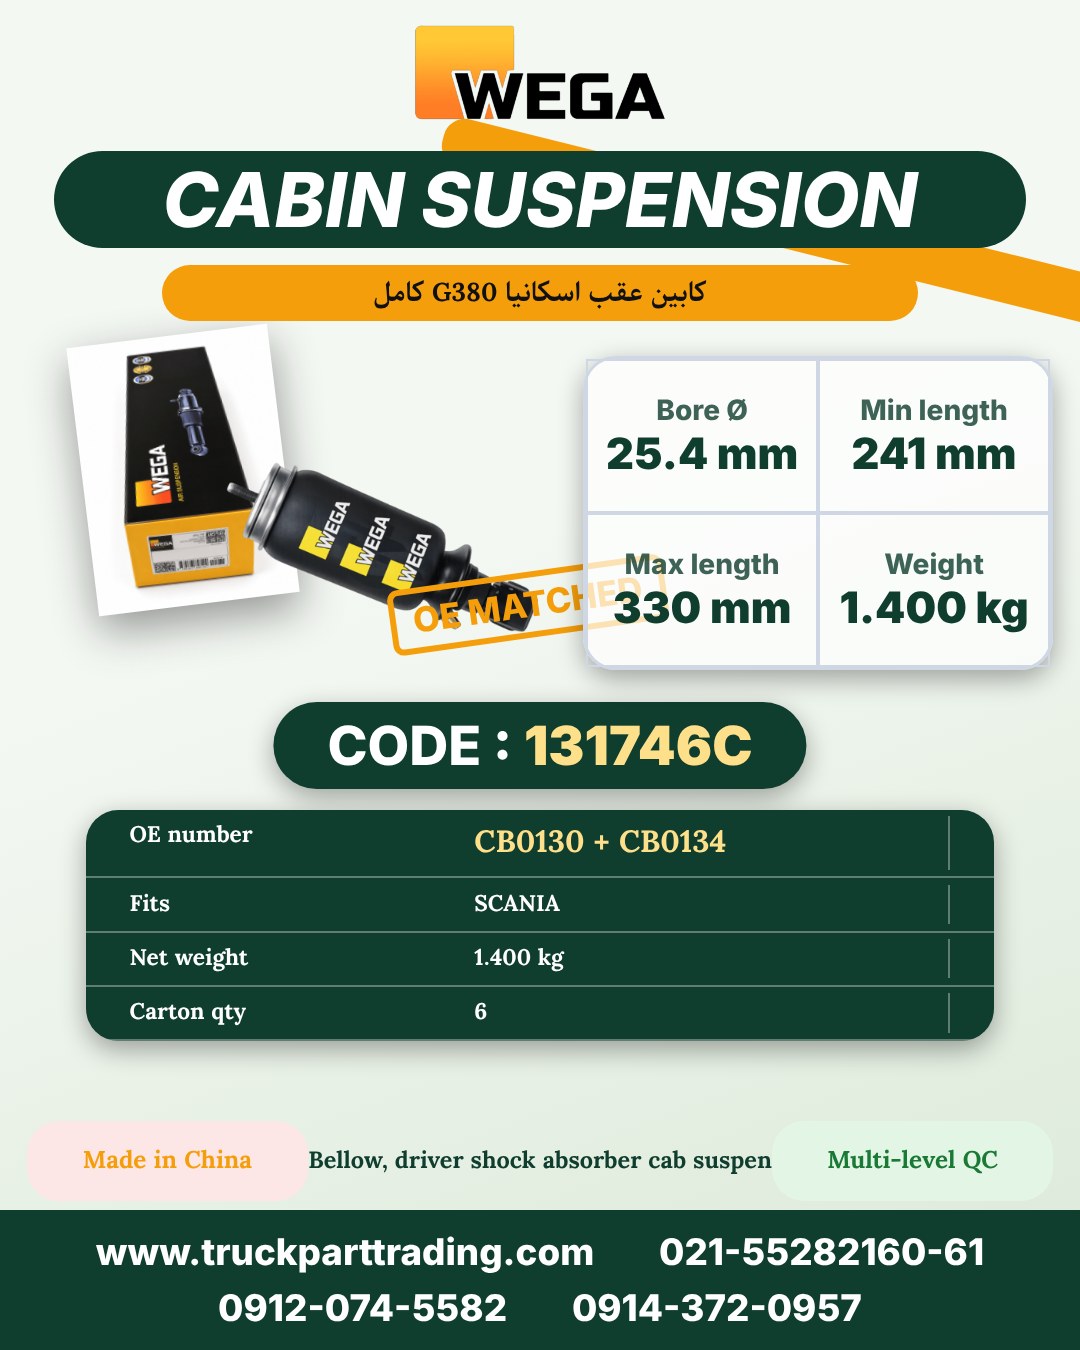 WEGA
CABIN SUSPENSION
کابین عقب اسکانیا G380 کامل
WEGA
AIR SUSPENSION
WEGA
WEGA
WEGA
OE MATCHED
Bore Ø
25.4 mm
Min length
241 mm
Max length
330 mm
Weight
1.400 kg
CODE : 131746C
OE number CB0130 + CB0134
Fits SCANIA
Net weight 1.400 kg
Carton qty 6
Made in China
Bellow, driver shock absorber cab suspen
Multi-level QC
www.truckparttrading.com 021-55282160-61
0912-074-5582 0914-372-0957